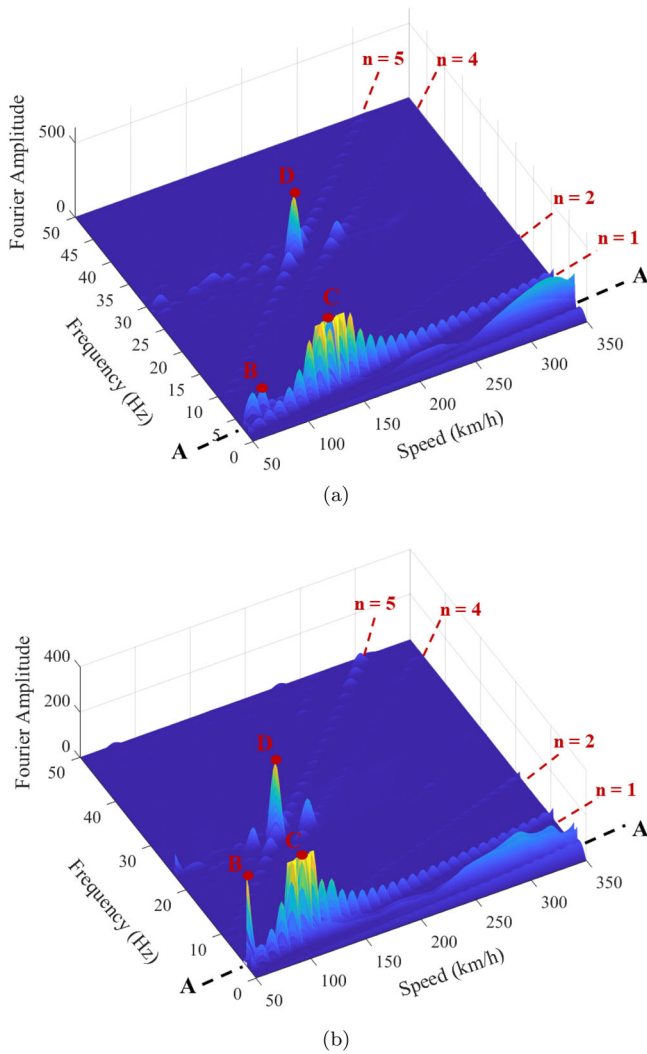 n = 5
n = 4
500
Fourier Amplitude
D
0
n = 2
50
45
n = 1
40
35
C
A
30
Frequency (Hz)
25
350
20
B
300
15
250
10
200
Speed (km/h)
A
5
150
0
100
50
(a)
n = 5
n = 4
400
Fourier Amplitude
200
D
0
n = 2
50
n = 1
40
C
A
30
B
350
Frequency (Hz)
20
300
250
10
200
Speed (km/h)
A
150
0
100
50
(b)